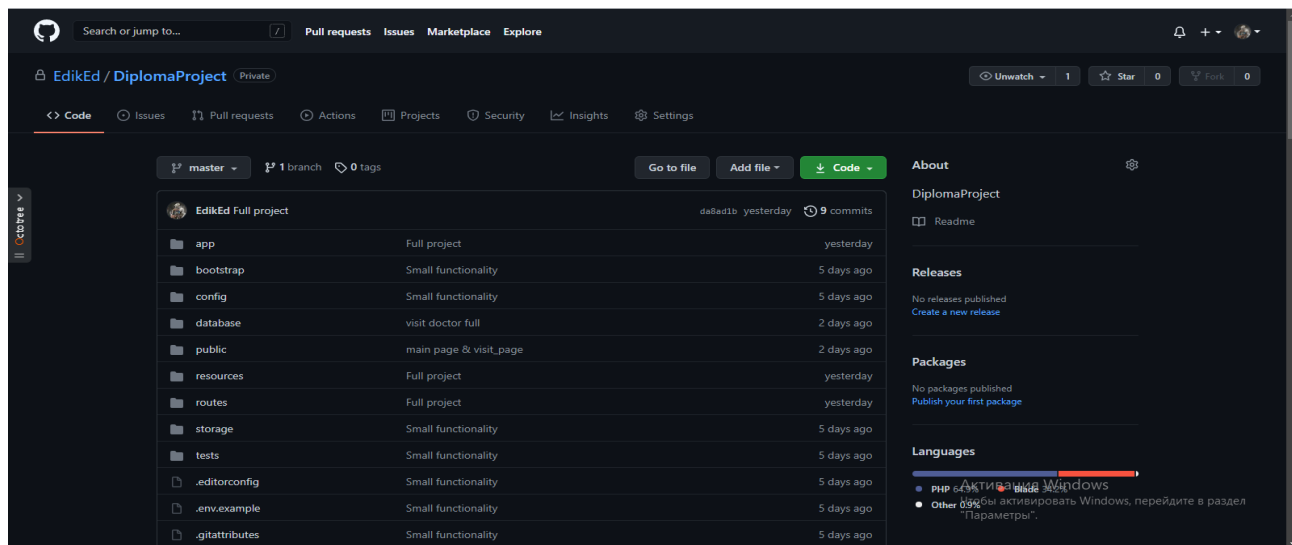 Search or jump to... / Pull requests Issues Marketplace Explore
EdikEd / DiplomaProject Private Unwatch 1 Star 0 Fork 0
<> Code Issues Pull requests Actions Projects Security Insights Settings
master 1 branch 0 tags Go to file Add file Code
EdikEd Full project da8ad1b yesterday 9 commits
app Full project yesterday
bootstrap Small functionality 5 days ago
config Small functionality 5 days ago
database visit doctor full 2 days ago
public main page & visit_page 2 days ago
resources Full project yesterday
routes Full project yesterday
storage Small functionality 5 days ago
tests Small functionality 5 days ago
.editorconfig Small functionality 5 days ago
.env.example Small functionality 5 days ago
.gitattributes Small functionality 5 days ago
Octotree
About
DiplomaProject
Readme
Releases
No releases published
Create a new release
Packages
No packages published
Publish your first package
Languages
PHP 64.9% Blade 34.2%
Other 0.9%
Активация Windows
Чтобы активировать Windows, перейдите в раздел
"Параметры".